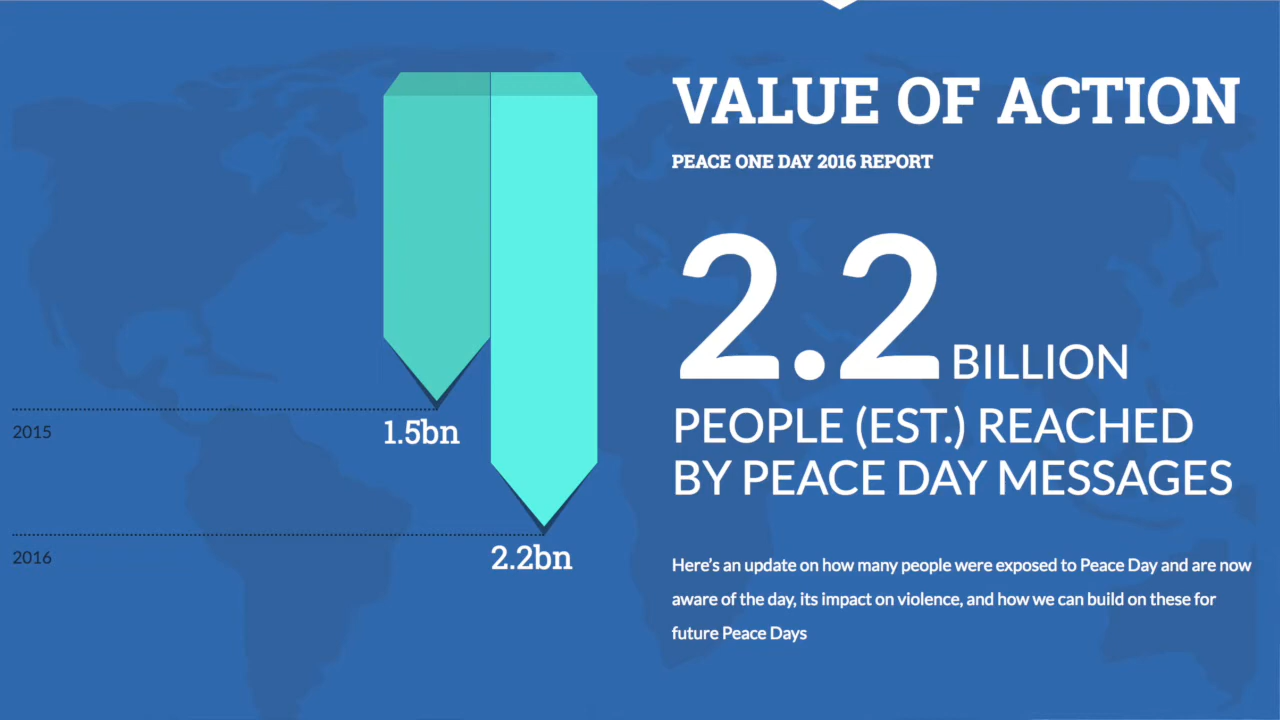 VALUE OF ACTION
PEACE ONE DAY 2016 REPORT
2.2 BILLION
PEOPLE (EST.) REACHED
BY PEACE DAY MESSAGES
Here's an update on how many people were exposed to Peace Day and are now
aware of the day, its impact on violence, and how we can build on these for
future Peace Days
2015
1.5bn
2016
2.2bn